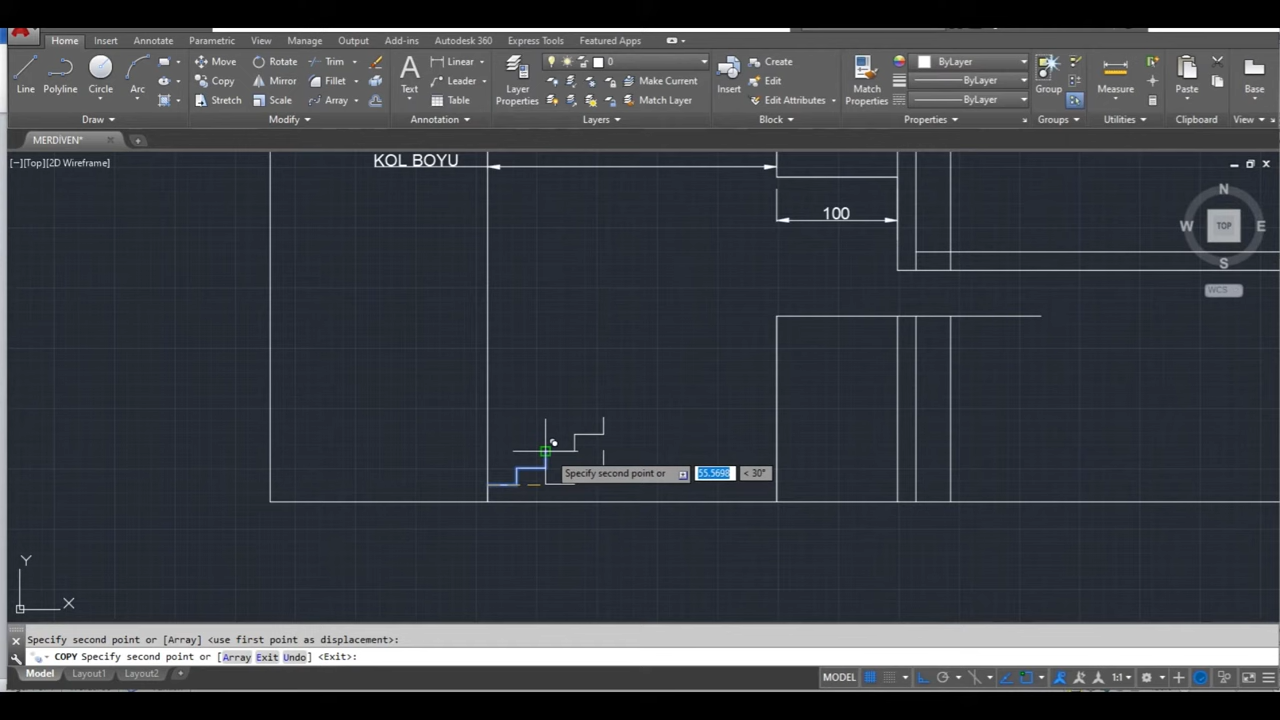 Home Insert Annotate Parametric View Manage Output Add-ins Autodesk 360 Express Tools Featured Apps
Move Rotate Trim Linear 0 Create ByLayer
Copy Mirror Fillet Leader Make Current Edit ByLayer
Line Polyline Circle Arc Stretch Scale Array Text Table Layer Properties Match Layer Insert Edit Attributes Match Properties ByLayer Group Measure Paste Base
Draw Modify Annotation Layers Block Properties Groups Utilities Clipboard View
MERDİVEN*
[−][Top][2D Wireframe]
KOL BOYU
N
W TOP E
S
WCS
100
Specify second point or 55.5698 < 30°
Y
X
Specify second point or [Array] <use first point as displacement>:
COPY Specify second point or [Array Exit Undo] <Exit>:
Model Layout1 Layout2 + MODEL 1:1